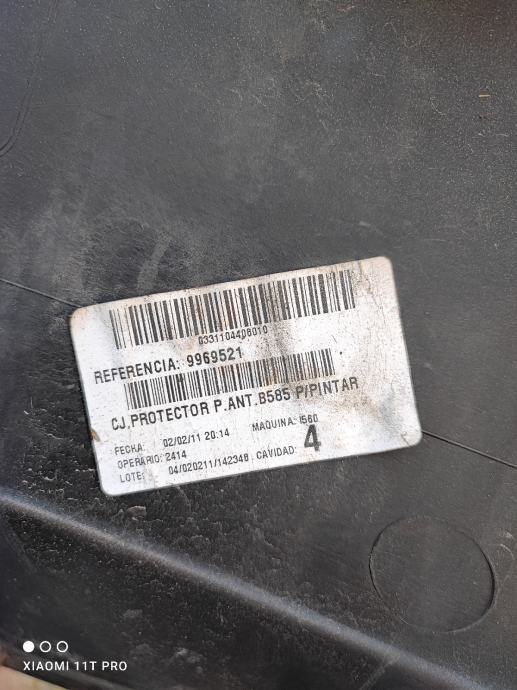 0331104408010
REFERENCIA: 9969521
CJ.PROTECTOR P.ANT.B585 P/PINTAR
FECHA: 02/02/11 20:14 MAQUINA: I560
OPERARIO: 2414
LOTE: 04/020211/142348 CAVIDAD: 4
XIAOMI 11T PRO